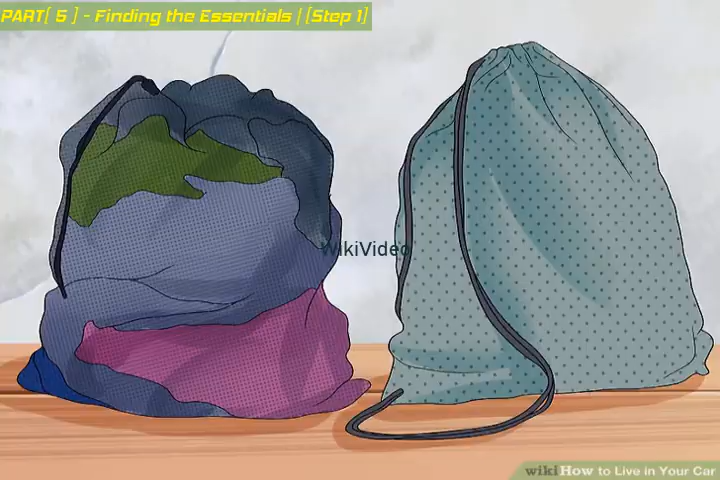 PART[ 5 ] - Finding the Essentials | [Step 1]
WikiVideo
wikiHow to Live in Your Car